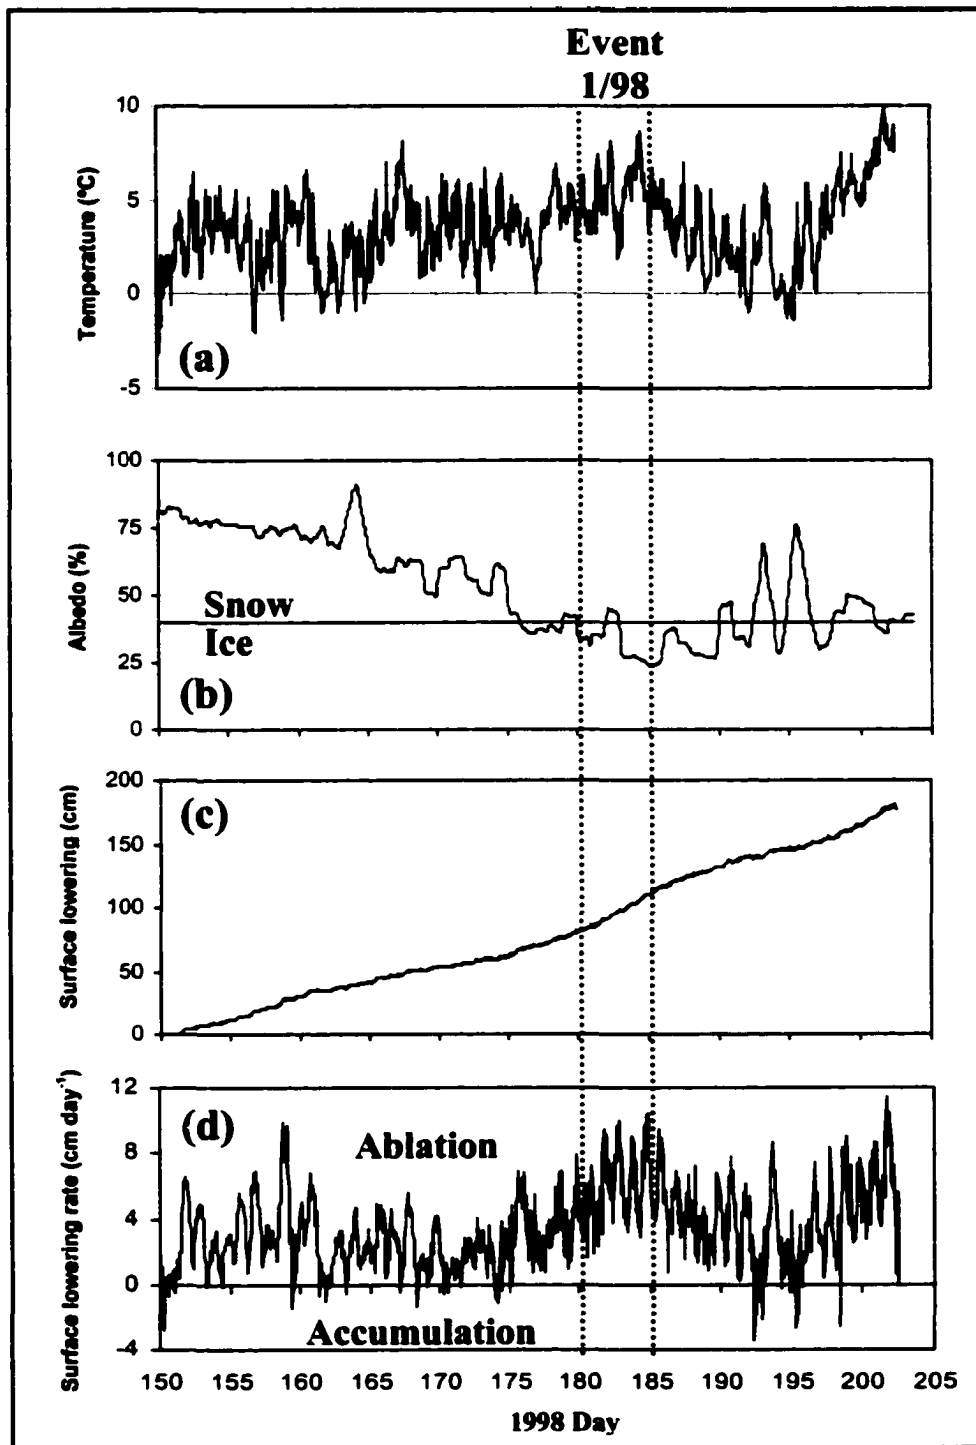 Event
1/98
10
5
0
-5
Temperature (°C)
(a)
100
75
50
25
0
Albedo (%)
Snow
Ice
(b)
200
150
100
50
0
Surface lowering (cm)
(c)
12
8
4
0
-4
Surface lowering rate (cm day-1)
(d)
Ablation
Accumulation
150 155 160 165 170 175 180 185 190 195 200 205
1998 Day